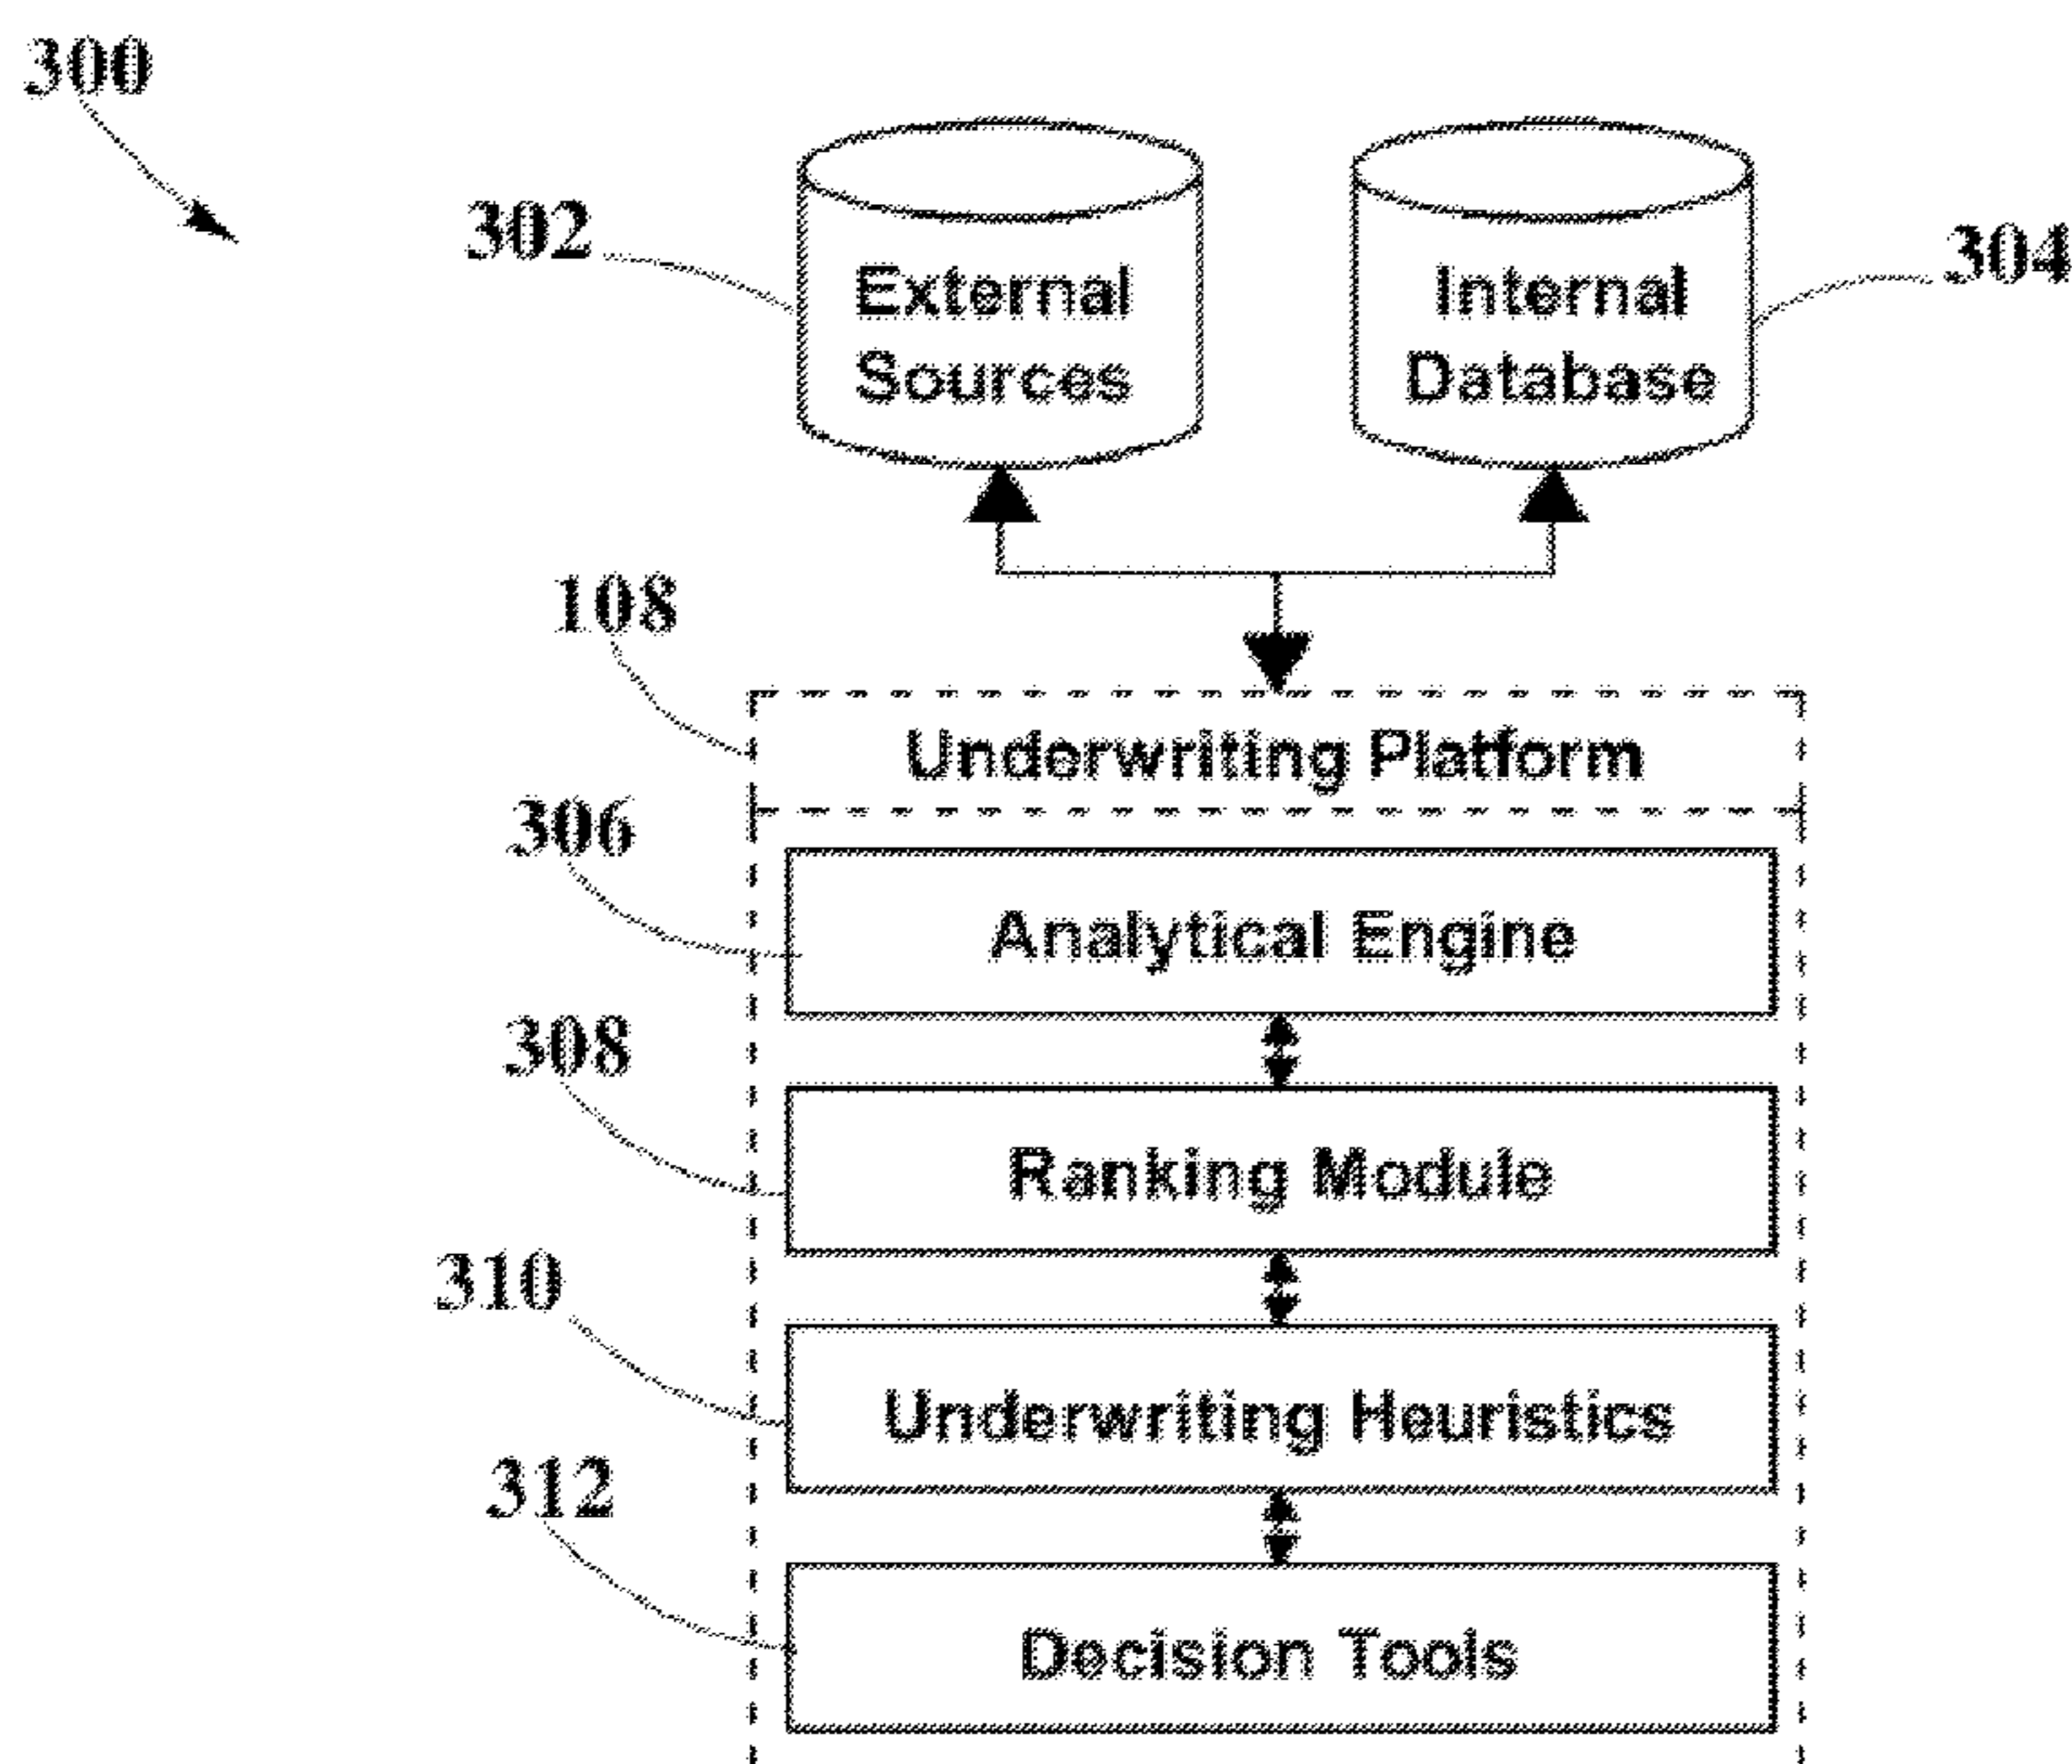 300
302
External
Sources
Internal
Database
304
108
Underwriting Platform
306
Analytical Engine
308
Ranking Module
310
Underwriting Heuristics
312
Decision Tools